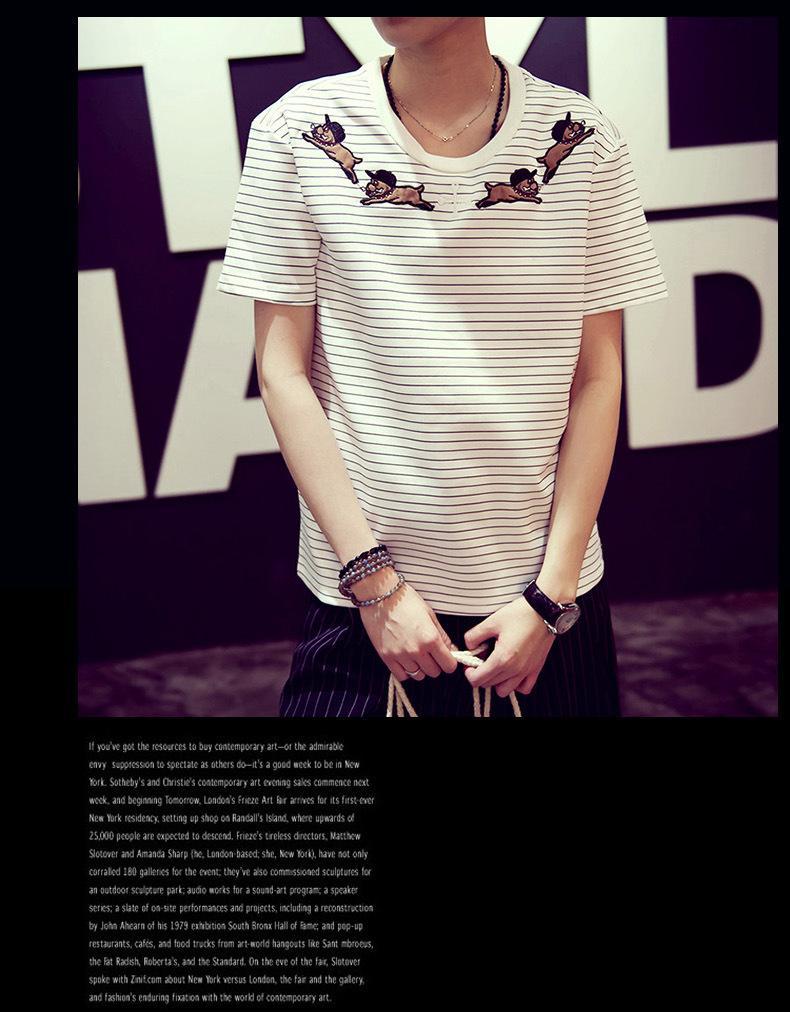 TYL
MAD
If you've got the resources to buy contemporary art—or the admirable
envy suppression to spectate as others do—it's a good week to be in New
York. Sotheby's and Christie's contemporary art evening sales commence next
week, and beginning Tomorrow, London's Frieze Art Fair arrives for its first-ever
New York residency, setting up shop on Randall's Island, where upwards of
25,000 people are expected to descend. Frieze's tireless directors, Matthew
Slotover and Amanda Sharp (he, London-based; she, New York), have not only
corralled 180 galleries for the event; they've also commissioned sculptures for
an outdoor sculpture park; audio works for a sound-art program; a speaker
series; a slate of on-site performances and projects, including a reconstruction
by John Ahearn of his 1979 exhibition South Bronx Hall of Fame; and pop-up
restaurants, cafés, and food trucks from art-world hangouts like Sant mbroeus,
the Fat Radish, Roberta's, and the Standard. On the eve of the fair, Slotover
spoke with Zinif.com about New York versus London, the fair and the gallery,
and fashion's enduring fixation with the world of contemporary art.